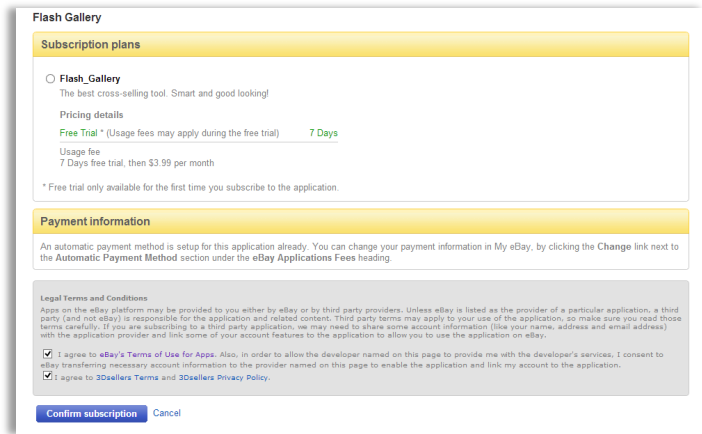 Flash Gallery
Subscription plans
Flash_Gallery
The best cross-selling tool. Smart and good looking!
Pricing details
Free Trial * (Usage fees may apply during the free trial) 7 Days
Usage fee
7 Days free trial, then $3.99 per month
* Free trial only available for the first time you subscribe to the application.
Payment information
An automatic payment method is setup for this application already. You can change your payment information in My eBay, by clicking the Change link next to
the Automatic Payment Method section under the eBay Applications Fees heading.
Legal Terms and Conditions
Apps on the eBay platform may be provided to you either by eBay or by third party providers. Unless eBay is listed as the provider of a particular application, a third
party (and not eBay) is responsible for the application and related content. Third party terms may apply to your use of the application, so make sure you read those
terms carefully. If you are subscribing to a third party application, we may need to share some account information (like your name, address and email address)
with the application provider and link some of your account features to the application to allow you to use the application on eBay.
I agree to eBay's Terms of Use for Apps. Also, in order to allow the developer named on this page to provide me with the developer's services, I consent to
eBay transferring necessary account information to the provider named on this page to enable the application and link my account to the application.
I agree to 3Dsellers Terms and 3Dsellers Privacy Policy.
Confirm subscription Cancel